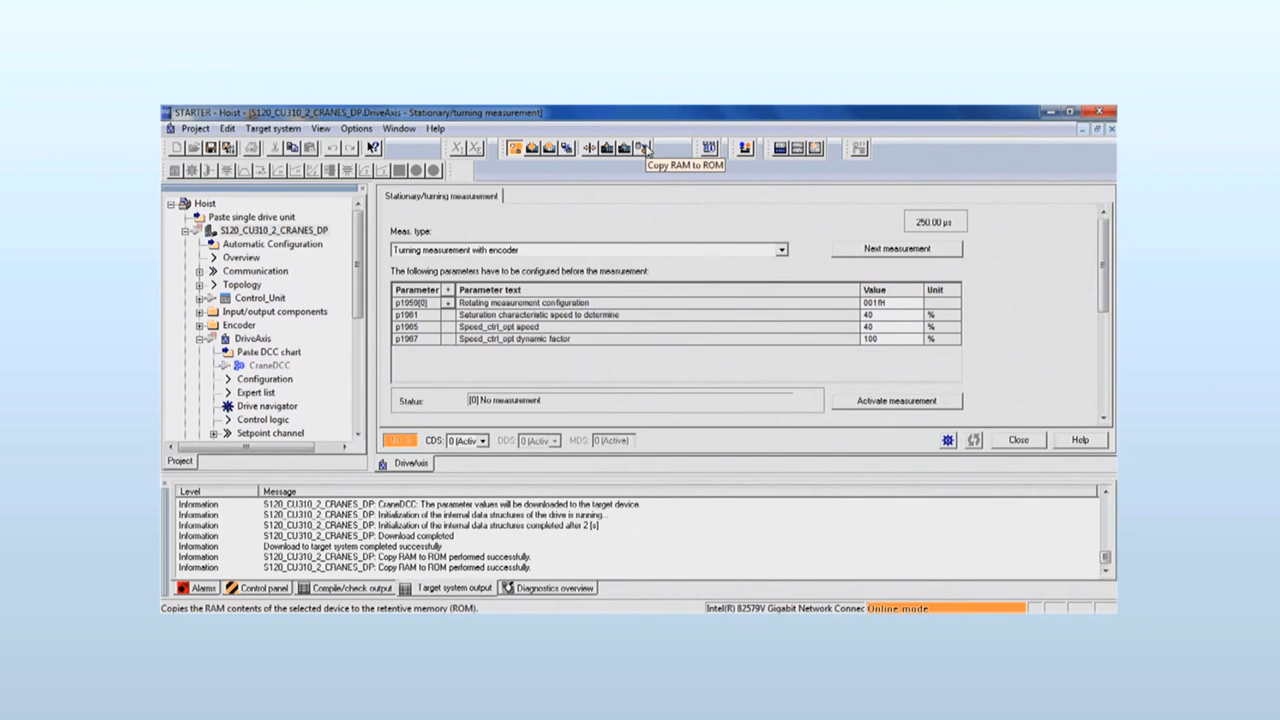 STARTER - Hoist - [S120_CU310_2_CRANES_DP.DriveAxis - Stationary/turning measurement]
Project Edit Target system View Options Window Help
Copy RAM to ROM
Hoist
Paste single drive unit
S120_CU310_2_CRANES_DP
Automatic Configuration
Overview
Communication
Topology
Control_Unit
Input/output components
Encoder
DriveAxis
Paste DCC chart
CraneDCC
Configuration
Expert list
Drive navigator
Control logic
Setpoint channel
Project
Stationary/turning measurement
250.00 µs
Meas. type:
Turning measurement with encoder
Next measurement
The following parameters have to be configured before the measurement:
Parameter Parameter text Value Unit
p1959[0] + Rotating measurement configuration 001fH
p1961 Saturation characteristic speed to determine 40 %
p1965 Speed_ctrl_opt speed 40 %
p1967 Speed_ctrl_opt dynamic factor 100 %
Status: [0] No measurement Activate measurement
CDS: 0 (Activ DDS: 0 (Activ MDS: 0 (Active) Close Help
DriveAxis
Level Message
Information S120_CU310_2_CRANES_DP: CraneDCC: The parameter values will be downloaded to the target device.
Information S120_CU310_2_CRANES_DP: Initialization of the internal data structures of the drive is running...
Information S120_CU310_2_CRANES_DP: Initialization of the internal data structures completed after 2 [s]
Information S120_CU310_2_CRANES_DP: Download completed
Information Download to target system completed successfully
Information S120_CU310_2_CRANES_DP: Copy RAM to ROM performed successfully.
Information S120_CU310_2_CRANES_DP: Copy RAM to ROM performed successfully.
Alarms Control panel Compile/check output Target system output Diagnostics overview
Copies the RAM contents of the selected device to the retentive memory (ROM). Intel(R) 82579V Gigabit Network Connec Online mode